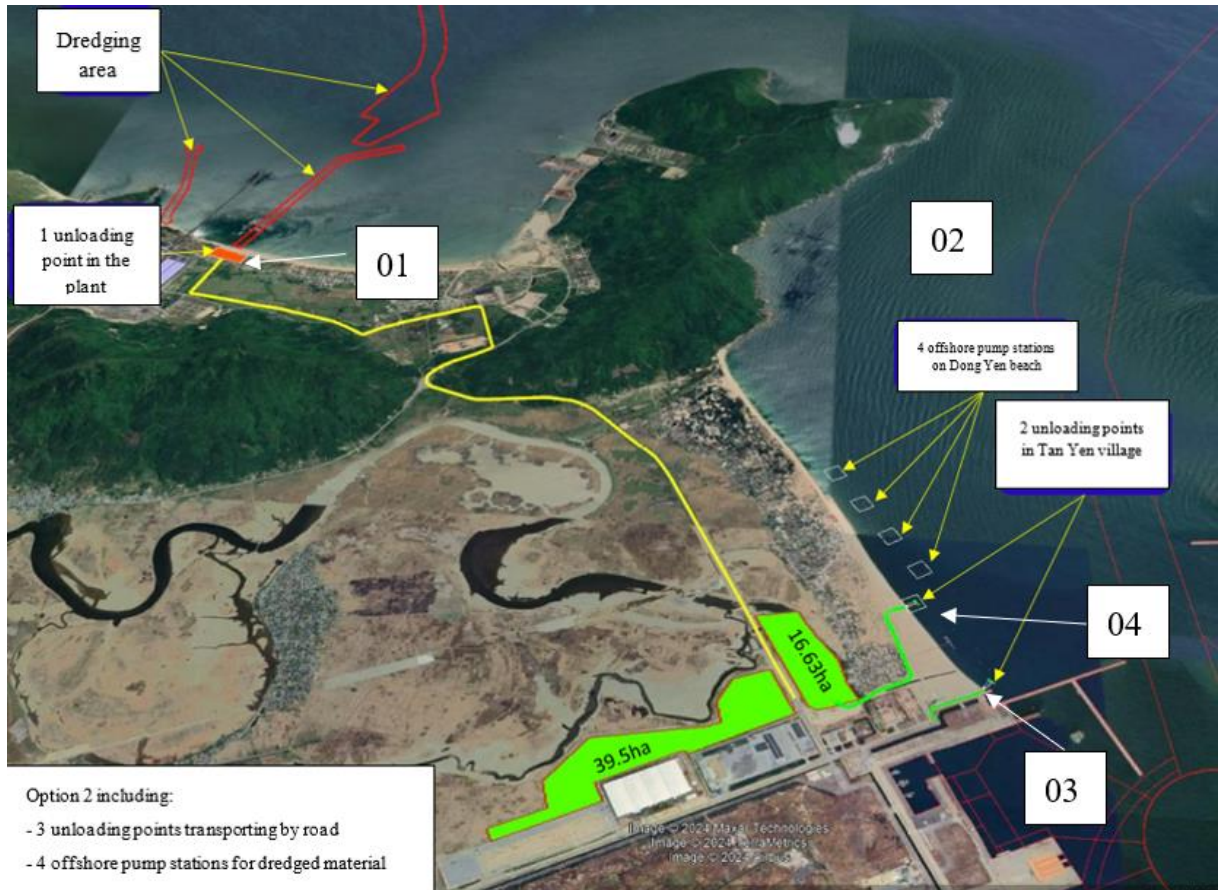 Dredging
area
1 unloading
point in the
plant
01
02
4 offshore pump stations
on Dong Yen beach
2 unloading points
in Tan Yen village
04
16.63ha
39.5ha
03
Option 2 including:
- 3 unloading points transporting by road
- 4 offshore pump stations for dredged material
Image © 2024 Maxar Technologies
Image © 2024 TerraMetrics
Image © 2024 Airbus